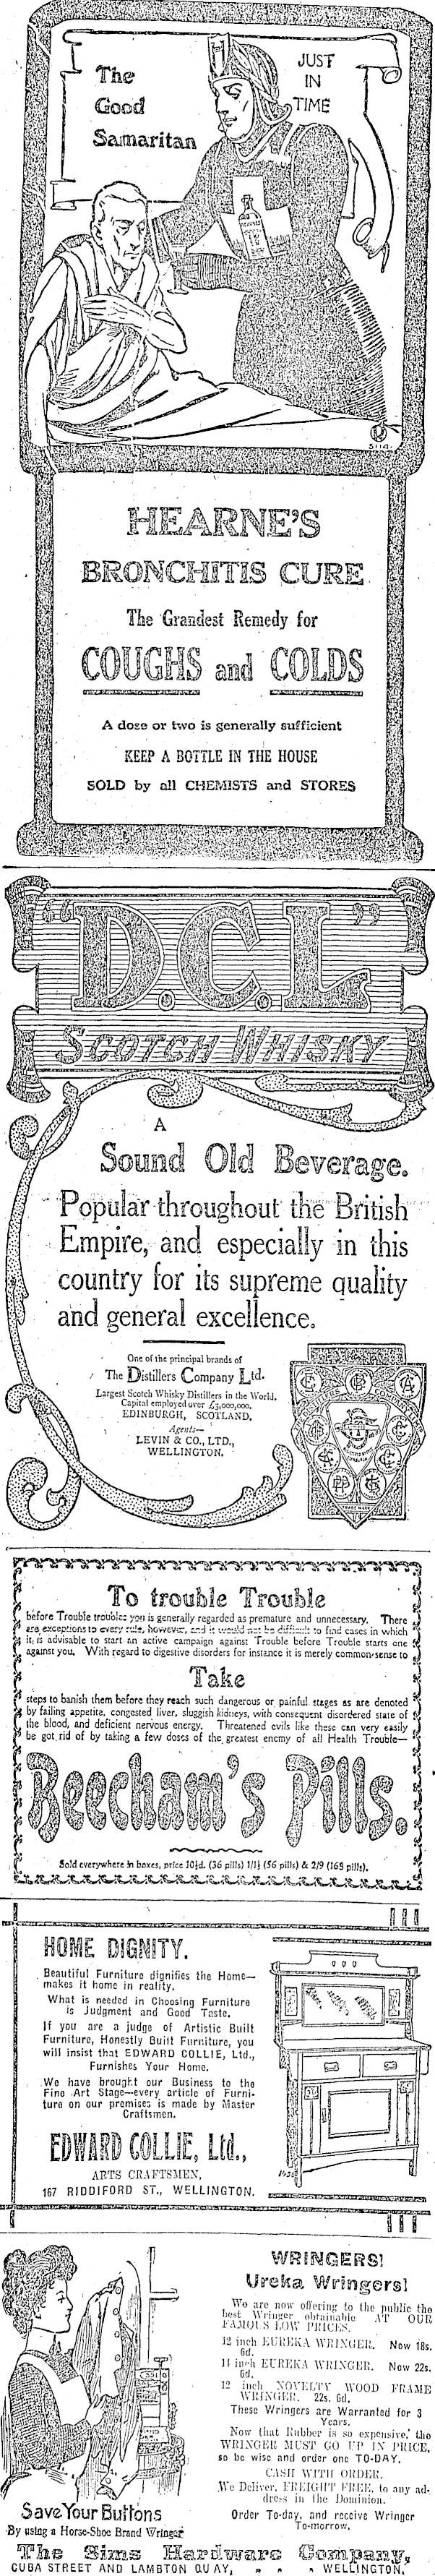 The
Good
Samaritan
JUST
IN
TIME
HEARNE'S
BRONCHITIS CURE
The Grandest Remedy for
COUGHS and COLDS
A dose or two is generally sufficient
KEEP A BOTTLE IN THE HOUSE
SOLD by all CHEMISTS and STORES
"D.C.L"
SCOTCH WHISKY
A
Sound Old Beverage.
Popular throughout the British
Empire, and especially in this
country for its supreme quality
and general excellence.
One of the principal brands of
The Distillers Company Ltd.
Largest Scotch Whisky Distillers in the World.
Capital employed over £3,000,000.
EDINBURGH, SCOTLAND.
Agents—
LEVIN & CO., LTD.,
WELLINGTON.
To trouble Trouble
before Trouble troubles you is generally regarded as premature and unnecessary. There
are exceptions to every rule, however, and it would not be difficult to find cases in which
it is advisable to start an active campaign against Trouble before Trouble starts one
against you. With regard to digestive disorders for instance it is merely common-sense to
Take
steps to banish them before they reach such dangerous or painful stages as are denoted
by failing appetite, congested liver, sluggish kidneys, with consequent disordered state of
the blood, and deficient nervous energy. Threatened evils like these can very easily
be got rid of by taking a few doses of the greatest enemy of all Health Trouble—
Beecham's Pills.
Sold everywhere in boxes, price 10½d. (36 pills) 1/1½ (56 pills) & 2/9 (168 pills).
HOME DIGNITY.
Beautiful Furniture dignifies the Home—
makes it home in reality.
What is needed in Choosing Furniture
is Judgment and Good Taste.
If you are a judge of Artistic Built
Furniture, Honestly Built Furniture, you
will insist that EDWARD COLLIE, Ltd.,
Furnishes Your Home.
We have brought our Business to the
Fine Art Stage—every article of Furni-
ture on our premises is made by Master
Craftsmen.
EDWARD COLLIE, Ltd.,
ARTS CRAFTSMEN,
167 RIDDIFORD ST., WELLINGTON.
WRINGERS!
Ureka Wringers!
We are now offering to the public the
best Wringer obtainable AT OUR
FAMOUS LOW PRICES.
12 inch EUREKA WRINGER. Now 18s.
6d.
14 inch EUREKA WRINGER. Now 22s.
6d.
12 inch NOVELTY WOOD FRAME
WRINGER. 22s. 6d.
These Wringers are Warranted for 3
Years.
Now that Rubber is so expensive, the
WRINGER MUST GO UP IN PRICE,
so be wise and order one TO-DAY.
CASH WITH ORDER.
We Deliver, FREIGHT FREE, to any ad-
dress in the Dominion.
Order To-day, and receive Wringer
To-morrow.
Save Your Buttons
By using a Horse-Shoe Brand Wringer
The Sims Hardware Company,
CUBA STREET AND LAMBTON QUAY, " " " WELLINGTON.